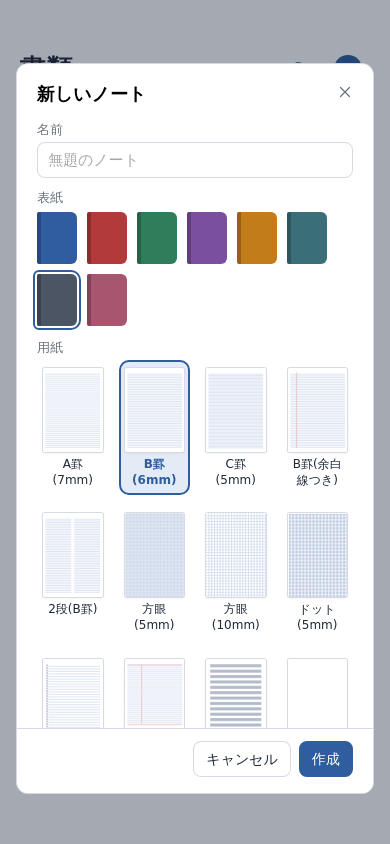 新しいノート
名前
無題のノート
表紙
用紙
A罫
(7mm)
B罫
(6mm)
C罫
(5mm)
B罫(余白
線つき)
2段(B罫)
方眼
(5mm)
方眼
(10mm)
ドット
(5mm)
キャンセル
作成